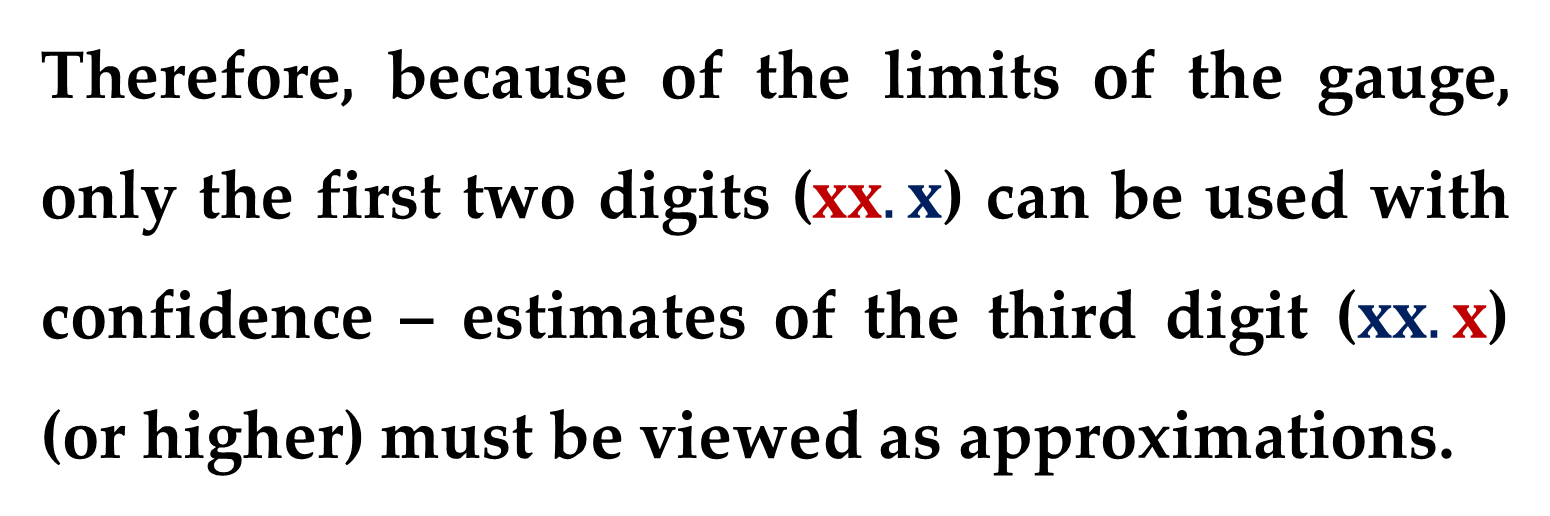 Therefore, because of the limits of the gauge,
only the first two digits (xx. x) can be used with
confidence – estimates of the third digit (xx. x)
(or higher) must be viewed as approximations.